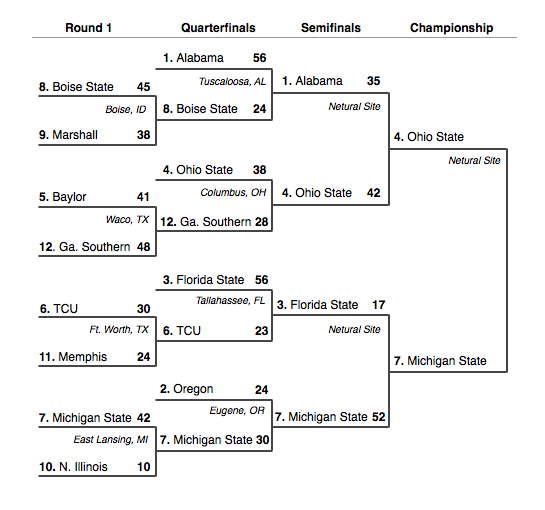 Round 1 Quarterfinals Semifinals Championship
1. Alabama 56
Tuscaloosa, AL
8. Boise State 24
8. Boise State 45
Boise, ID
9. Marshall 38
1. Alabama 35
Netural Site
4. Ohio State 42
4. Ohio State 38
Columbus, OH
12. Ga. Southern 28
5. Baylor 41
Waco, TX
12. Ga. Southern 48
4. Ohio State
Netural Site
7. Michigan State
3. Florida State 56
Tallahassee, FL
6. TCU 23
6. TCU 30
Ft. Worth, TX
11. Memphis 24
3. Florida State 17
Netural Site
7. Michigan State 52
2. Oregon 24
Eugene, OR
7. Michigan State 30
7. Michigan State 42
East Lansing, MI
10. N. Illinois 10